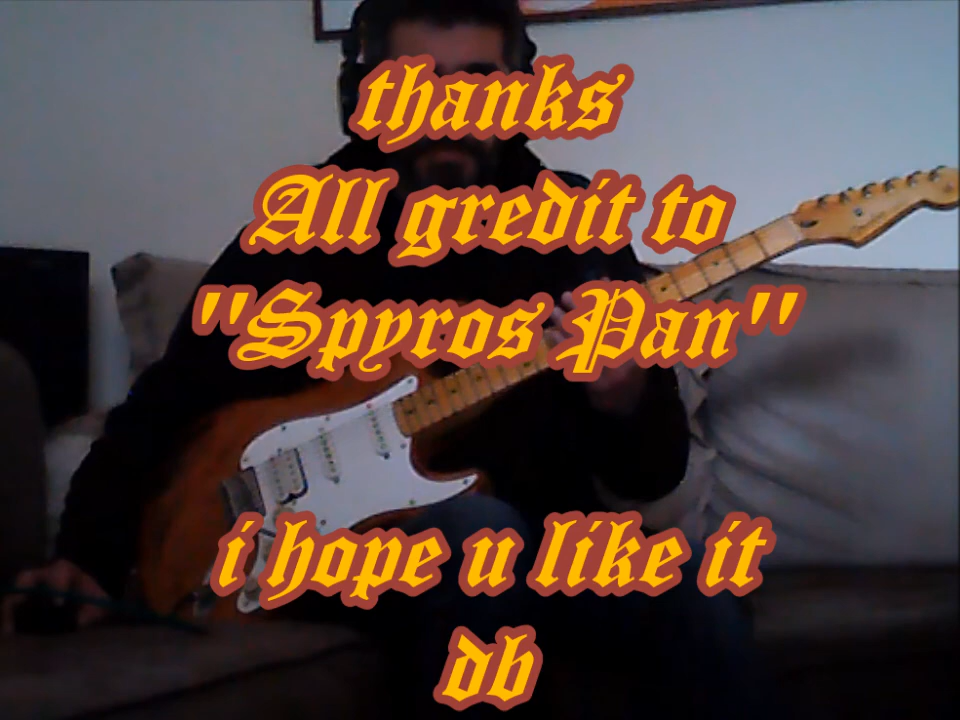 thanks
All gredit to
"Spyros Pan"
i hope u like it
db